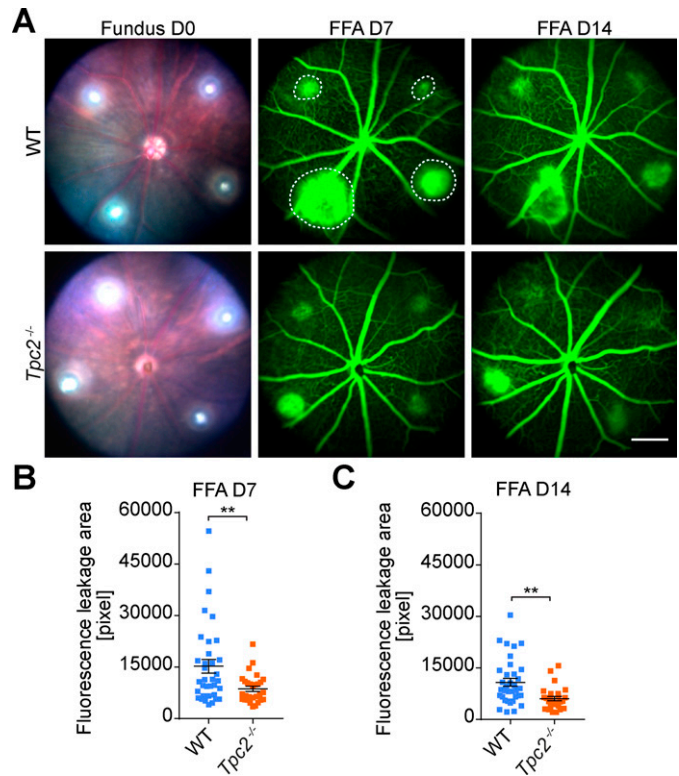 A
Fundus D0
FFA D7
FFA D14
WT
Tpc2-/-
B
FFA D7
Fluorescence leakage area
[pixel]
60000
45000
30000
15000
0
**
WT
Tpc2-/-
C
FFA D14
Fluorescence leakage area
[pixel]
60000
45000
30000
15000
0
**
WT
Tpc2-/-